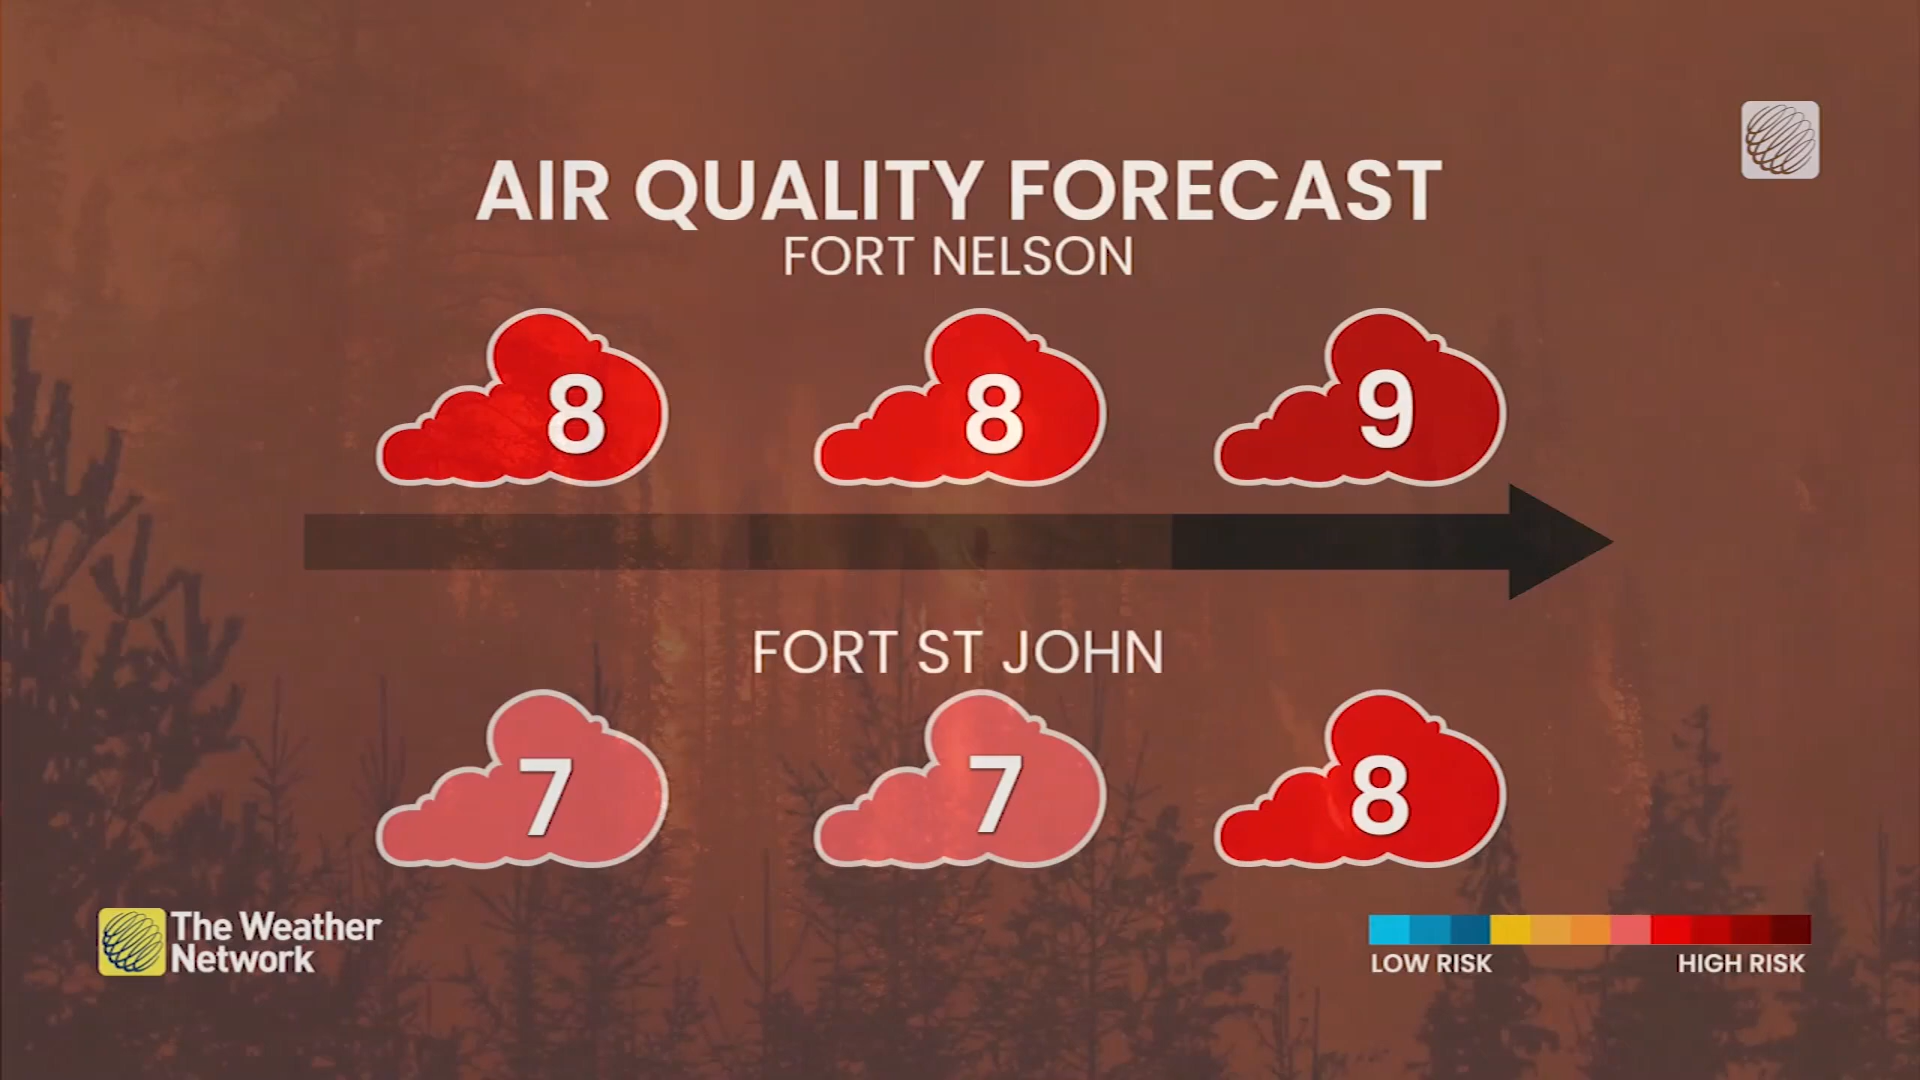 AIR QUALITY FORECAST
FORT NELSON
8 8 9
FORT ST JOHN
7 7 8
The Weather
Network
LOW RISK HIGH RISK